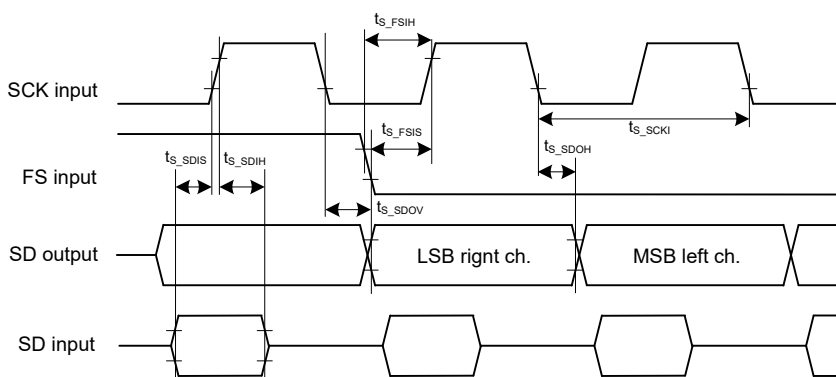 tS_FSIH
SCK input
tS_SCKI
tS_FSIS
tS_SDIS tS_SDIH
tS_SDOH
FS input
tS_SDOV
SD output
LSB rignt ch.
MSB left ch.
SD input